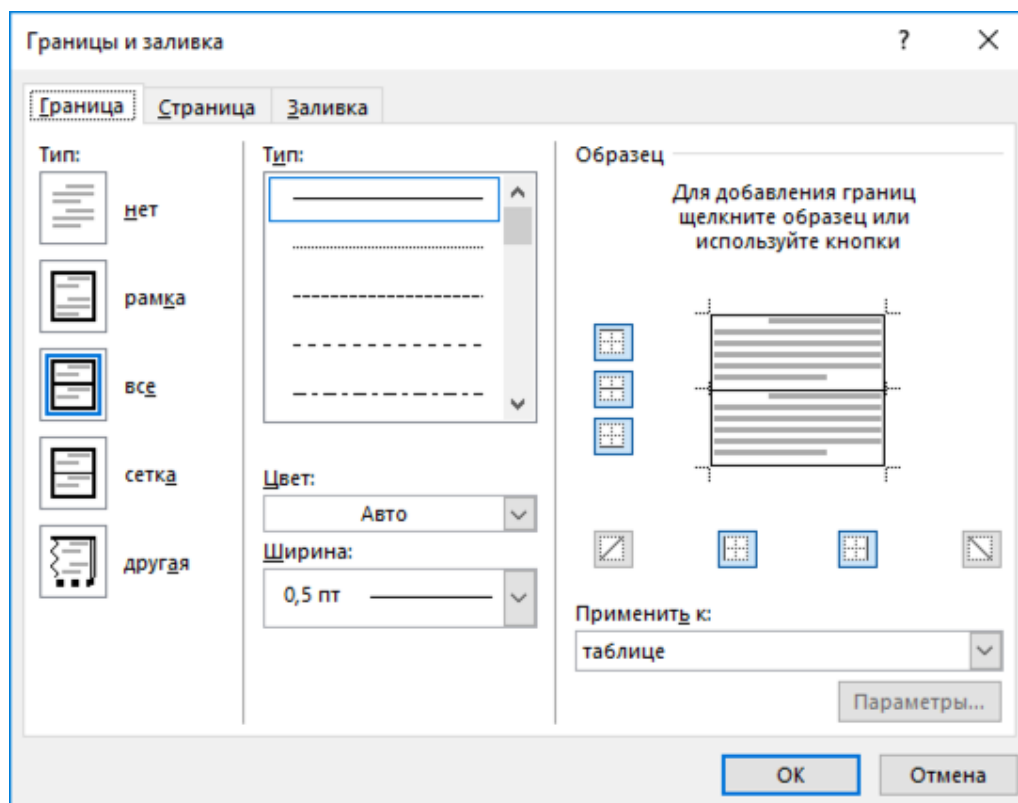 Границы и заливка
?
Граница
Страница
Заливка
Тип:
нет
рамка
все
сетка
другая
Тип:
Цвет:
Авто
Ширина:
0,5 пт
Образец
Для добавления границ
щелкните образец или
используйте кнопки
Применить к:
таблице
Параметры...
ОК
Отмена